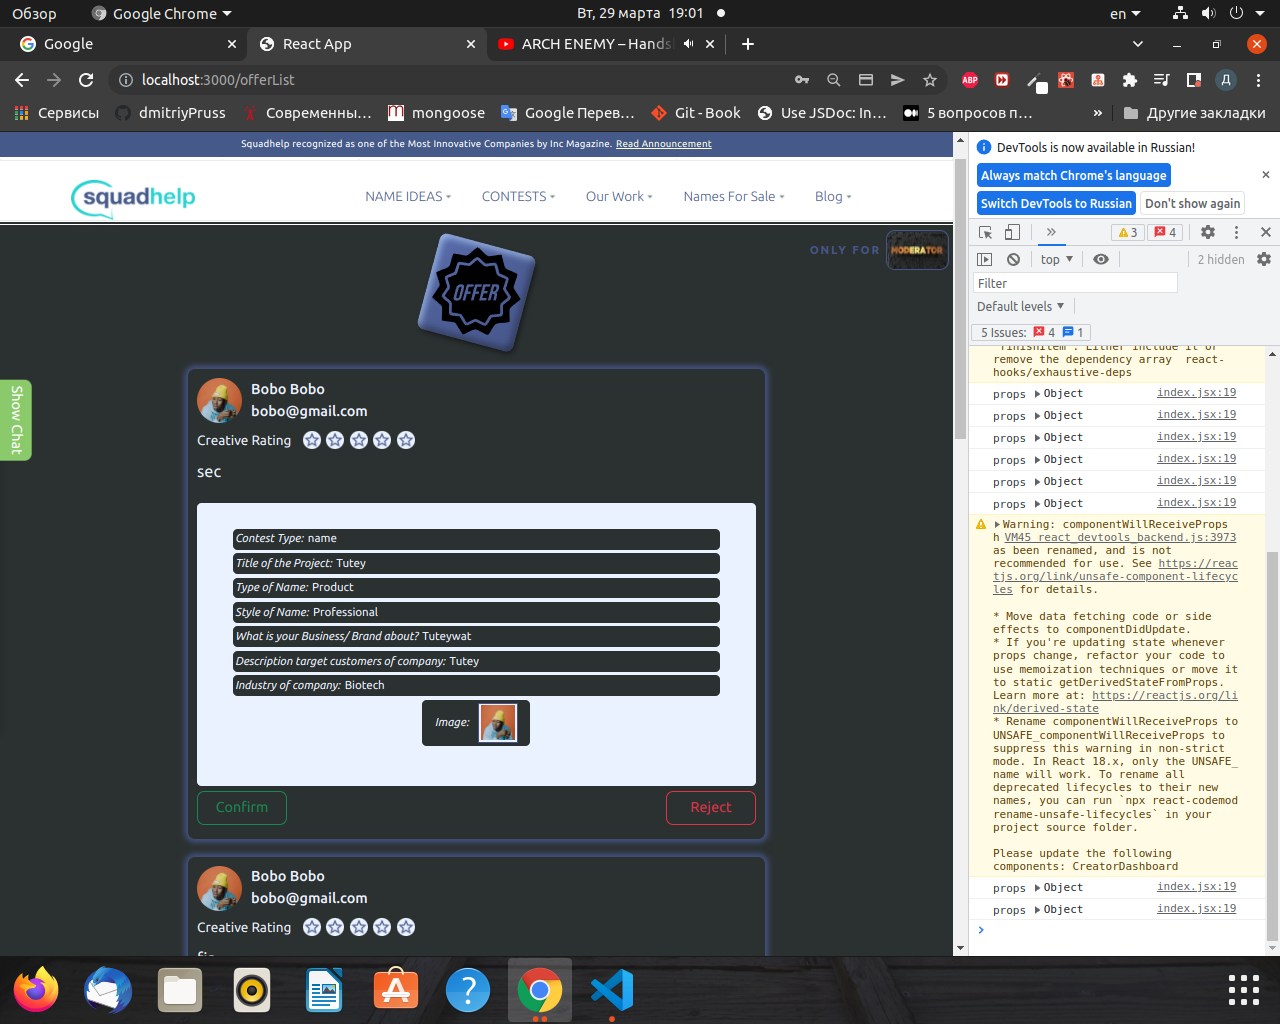 Обзор
Google Chrome
Вт, 29 марта 19:01
en
Google
React App
ARCH ENEMY – Hands
localhost:3000/offerList
ABP
Д
Сервисы
dmitriyPruss
Современны...
mongoose
Google Перев...
Git - Book
Use JSDoc: In...
5 вопросов п...
»
Другие закладки
Squadhelp recognized as one of the Most Innovative Companies by Inc Magazine. Read Announcement
squadhelp
NAME IDEAS
CONTESTS
Our Work
Names For Sale
Blog
ONLY FOR
MODERATOR
OFFER
Show Chat
Bobo Bobo
bobo@gmail.com
Creative Rating
sec
Contest Type: name
Title of the Project: Tutey
Type of Name: Product
Style of Name: Professional
What is your Business/ Brand about? Tuteywat
Description target customers of company: Tutey
Industry of company: Biotech
Image:
Confirm
Reject
Bobo Bobo
bobo@gmail.com
Creative Rating
DevTools is now available in Russian!
Always match Chrome's language
Switch DevTools to Russian
Don't show again
»
3
4
top
2 hidden
Filter
Default levels
5 Issues: 4 1
'finishItem'. Either include it or
remove the dependency array react-
hooks/exhaustive-deps
props Object index.jsx:19
props Object index.jsx:19
props Object index.jsx:19
props Object index.jsx:19
props Object index.jsx:19
props Object index.jsx:19
Warning: componentWillReceiveProps
h VM45 react_devtools_backend.js:3973
as been renamed, and is not
recommended for use. See https://reac
tjs.org/link/unsafe-component-lifecyc
les for details.
* Move data fetching code or side
effects to componentDidUpdate.
* If you're updating state whenever
props change, refactor your code to
use memoization techniques or move it
to static getDerivedStateFromProps.
Learn more at: https://reactjs.org/li
nk/derived-state
* Rename componentWillReceiveProps to
UNSAFE_componentWillReceiveProps to
suppress this warning in non-strict
mode. In React 18.x, only the UNSAFE_
name will work. To rename all
deprecated lifecycles to their new
names, you can run `npx react-codemod
rename-unsafe-lifecycles` in your
project source folder.
Please update the following
components: CreatorDashboard
props Object index.jsx:19
props Object index.jsx:19